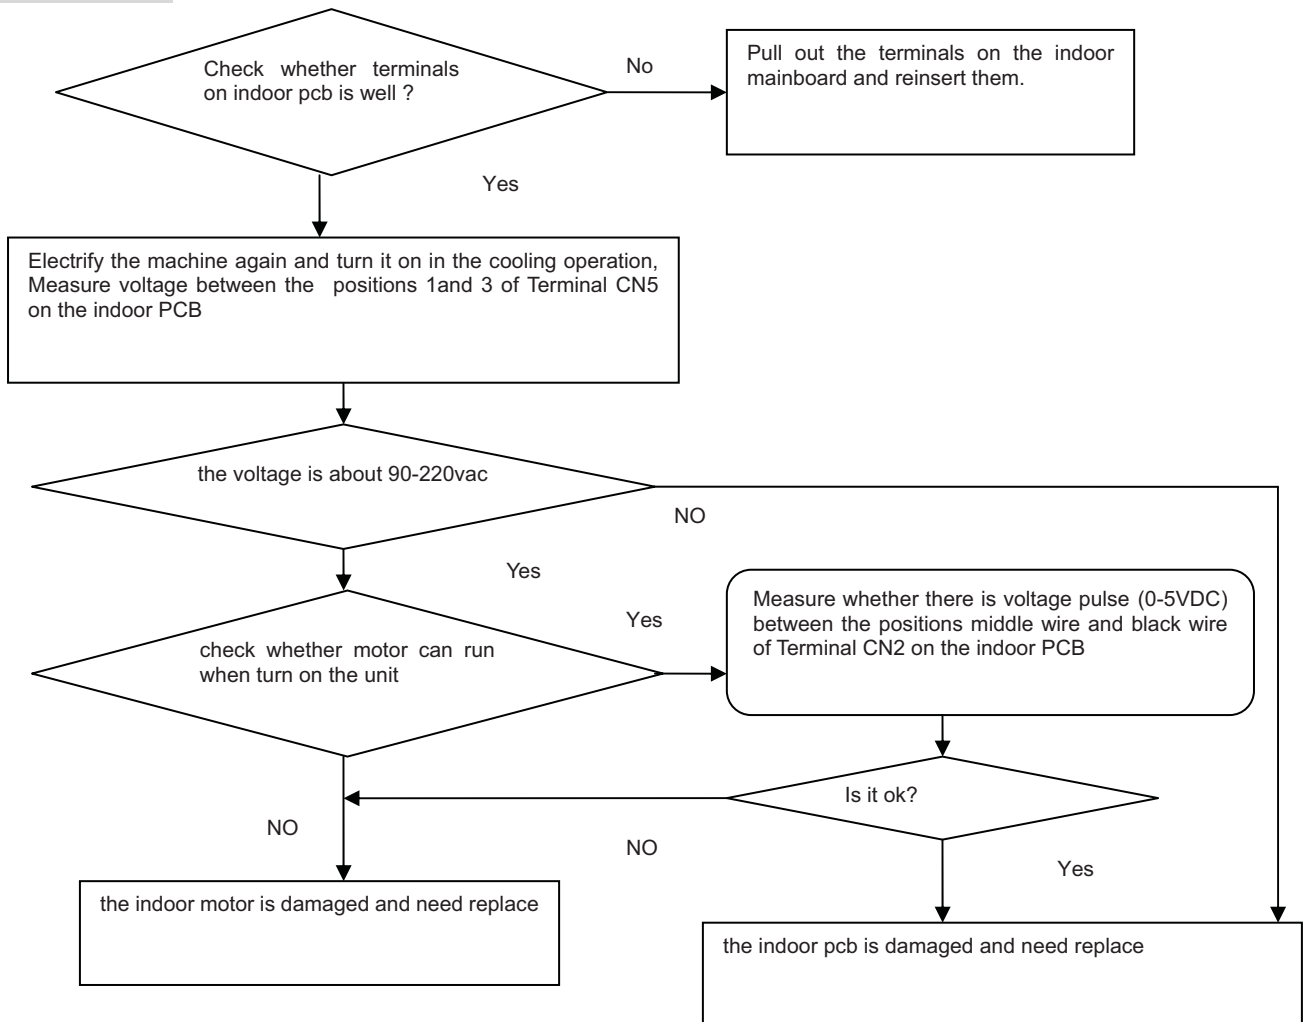 Check whether terminals
on indoor pcb is well ?
No
Pull out the terminals on the indoor
mainboard and reinsert them.
Yes
Electrify the machine again and turn it on in the cooling operation,
Measure voltage between the positions 1and 3 of Terminal CN5
on the indoor PCB
the voltage is about 90-220vac
NO
Yes
check whether motor can run
when turn on the unit
Yes
Measure whether there is voltage pulse (0-5VDC)
between the positions middle wire and black wire
of Terminal CN2 on the indoor PCB
Is it ok?
NO
NO
Yes
the indoor motor is damaged and need replace
the indoor pcb is damaged and need replace